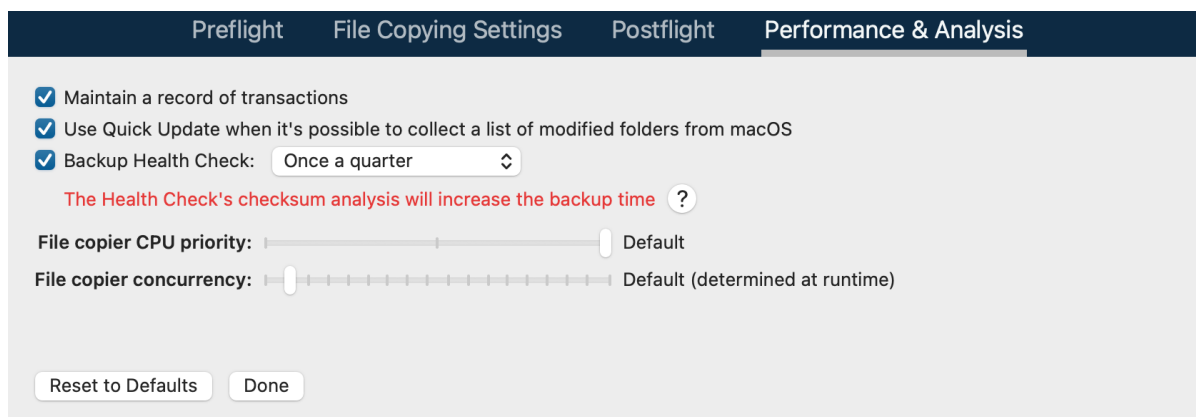 Preflight File Copying Settings Postflight Performance & Analysis
Maintain a record of transactions
Use Quick Update when it's possible to collect a list of modified folders from macOS
Backup Health Check: Once a quarter
The Health Check's checksum analysis will increase the backup time ?
File copier CPU priority: Default
File copier concurrency: Default (determined at runtime)
Reset to Defaults Done